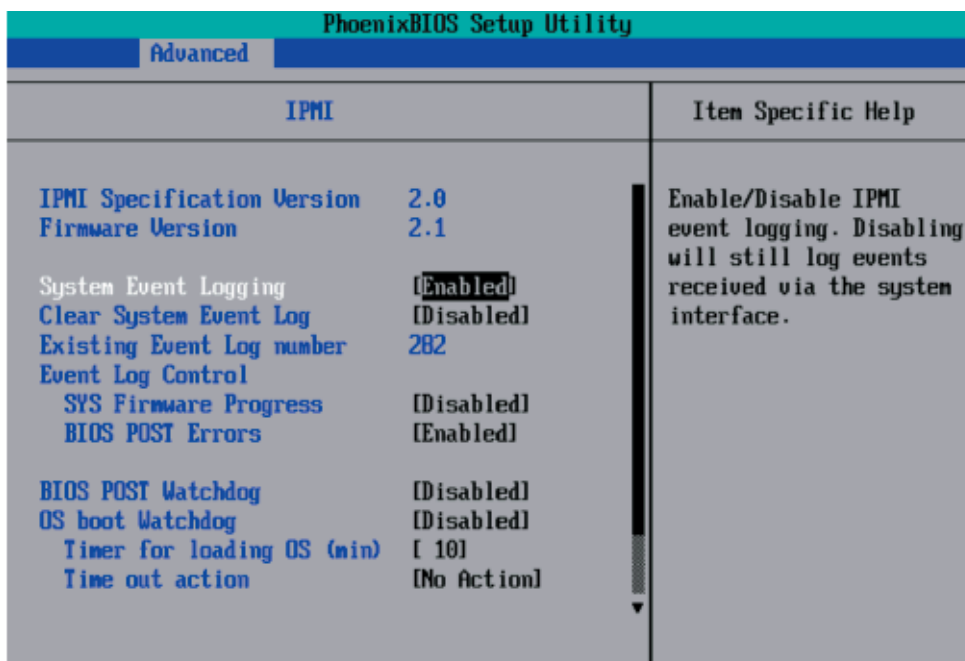 PhoenixBIOS Setup Utility
Advanced
IPMI
IPMI Specification Version 2.0
Firmware Version 2.1
System Event Logging [Enabled]
Clear System Event Log [Disabled]
Existing Event Log number 282
Event Log Control
SYS Firmware Progress [Disabled]
BIOS POST Errors [Enabled]
BIOS POST Watchdog [Disabled]
OS boot Watchdog [Disabled]
Timer for loading OS (min) [ 10]
Time out action [No Action]
Item Specific Help
Enable/Disable IPMI
event logging. Disabling
will still log events
received via the system
interface.